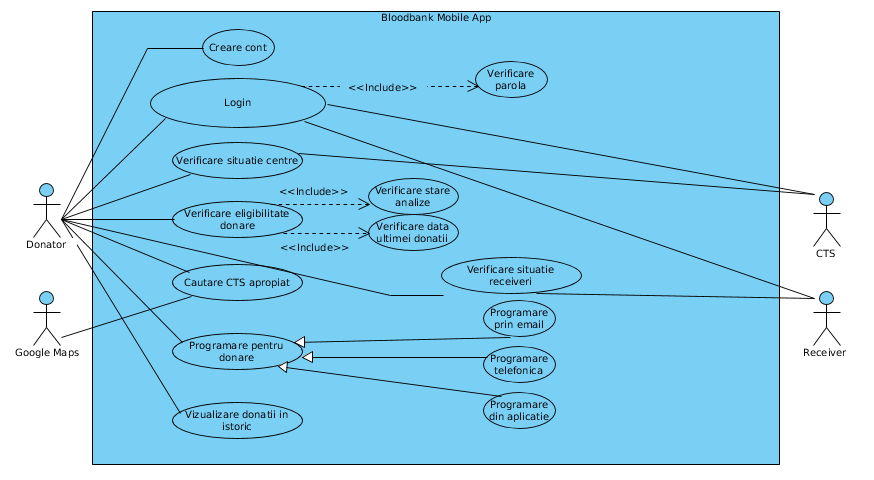 Bloodbank Mobile App
Creare cont
Login
<<Include>>
Verificare
parola
Verificare situatie centre
<<Include>>
Verificare stare
analize
Verificare eligibilitate
donare
Verificare data
ultimei donatii
<<Include>>
Donator
CTS
Cautare CTS apropiat
Verificare situatie
receiveri
Google Maps
Receiver
Programare
prin email
Programare pentru
donare
Programare
telefonica
Programare
din aplicatie
Vizualizare donatii in
istoric